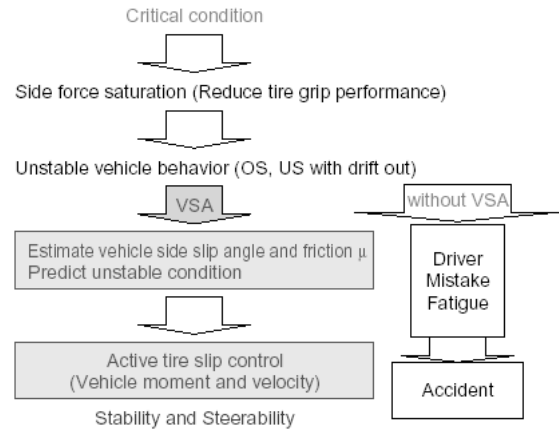 Critical condition
Side force saturation (Reduce tire grip performance)
Unstable vehicle behavior (OS, US with drift out)
VSA
Estimate vehicle side slip angle and friction μ
Predict unstable condition
Active tire slip control
(Vehicle moment and velocity)
Stability and Steerability
without VSA
Driver
Mistake
Fatigue
Accident